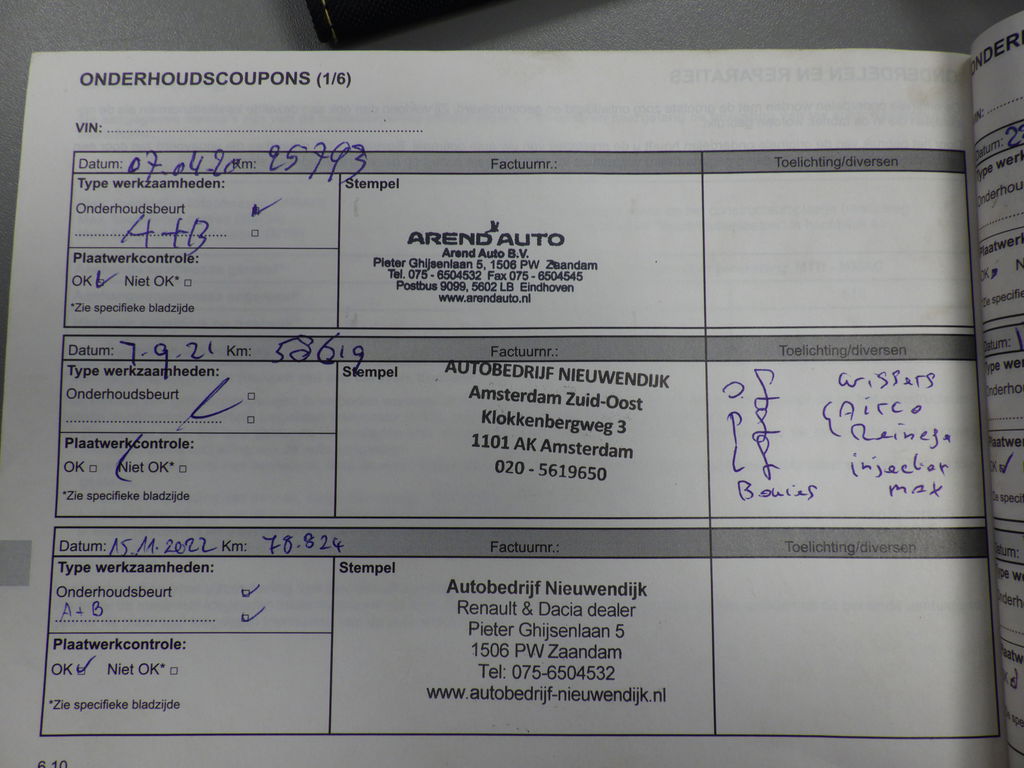 ONDERHOUDSCOUPONS (1/6)
VIN:
Datum: 07.04.20 Km: 25793 Factuurnr.: Toelichting/diversen
Type werkzaamheden: Stempel
Onderhoudsbeurt
A+B
Plaatwerkcontrole:
OK Niet OK*
*Zie specifieke bladzijde
AREND AUTO
Arend Auto B.V.
Pieter Ghijsenlaan 5, 1506 PW Zaandam
Tel. 075 - 6504532 Fax 075 - 6504545
Postbus 9099, 5602 LB Eindhoven
www.arendauto.nl
Datum: 7.9.21 Km: 58619 Factuurnr.: Toelichting/diversen
Type werkzaamheden: Stempel
Onderhoudsbeurt
Plaatwerkcontrole:
OK Niet OK*
*Zie specifieke bladzijde
AUTOBEDRIJF NIEUWENDIJK
Amsterdam Zuid-Oost
Klokkenbergweg 3
1101 AK Amsterdam
020 - 5619650
wissers
Airco
injector
max
Datum: 15.11.2022 Km: 78.824 Factuurnr.: Toelichting/diversen
Type werkzaamheden: Stempel
Onderhoudsbeurt
A+B
Plaatwerkcontrole:
OK Niet OK*
*Zie specifieke bladzijde
Autobedrijf Nieuwendijk
Renault & Dacia dealer
Pieter Ghijsenlaan 5
1506 PW Zaandam
Tel: 075-6504532
www.autobedrijf-nieuwendijk.nl
6.10